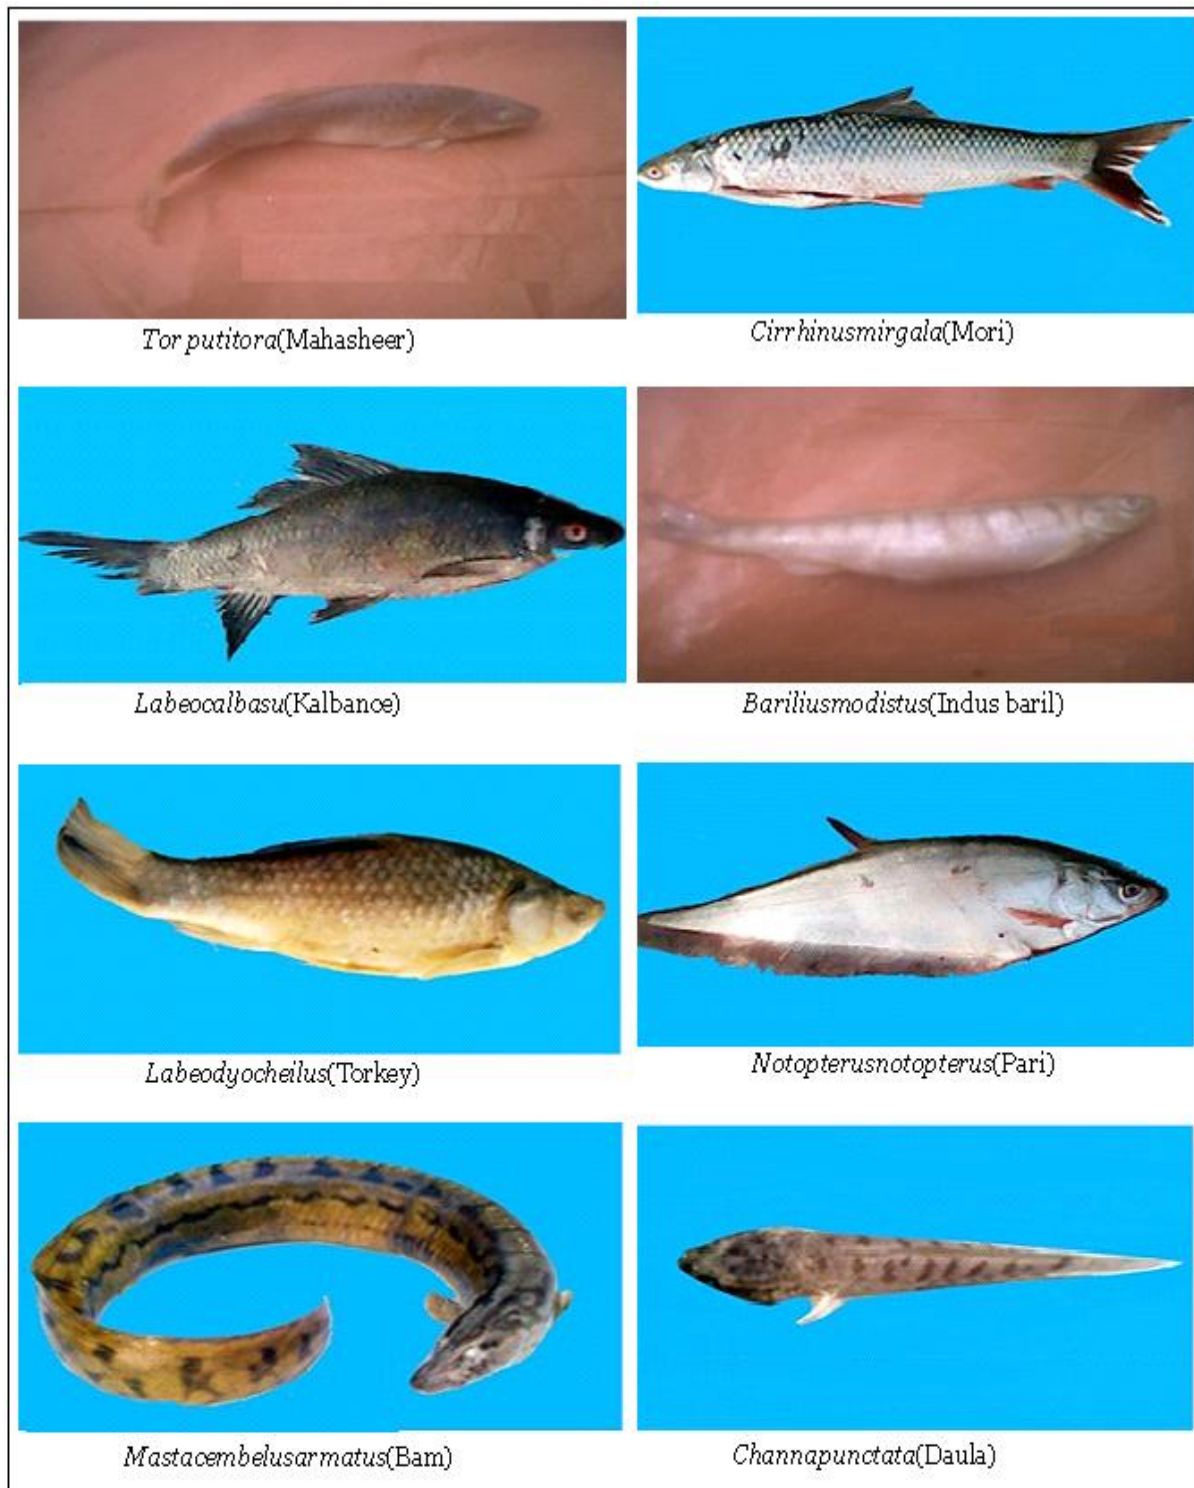 Tor putitora(Mahasheer)
Cirrhinusmirgala(Mori)
Labeocalbasu(Kalbanoe)
Bariliusmodistus(Indus baril)
Labeodyocheilus(Torkey)
Notopterusnotopterus(Pari)
Mastacembelusarmatus(Bam)
Channapunctata(Daula)